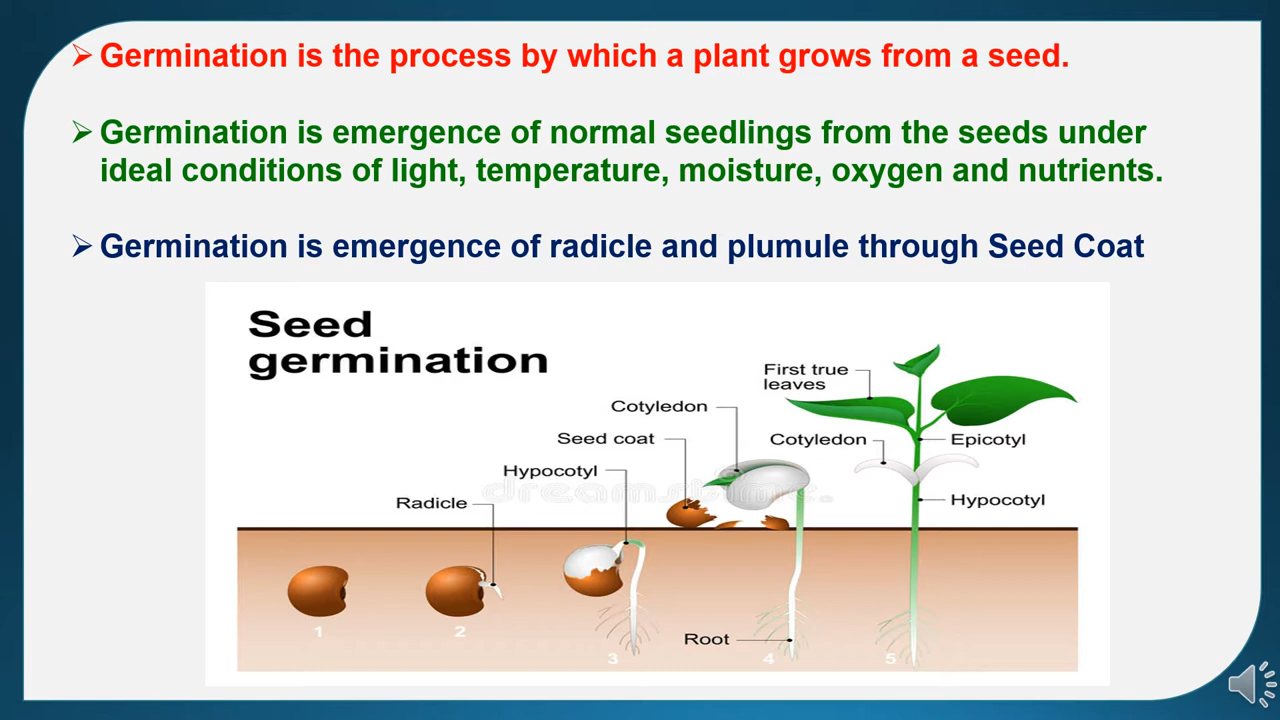 Germination is the process by which a plant grows from a seed.
Germination is emergence of normal seedlings from the seeds under
ideal conditions of light, temperature, moisture, oxygen and nutrients.
Germination is emergence of radicle and plumule through Seed Coat
Seed
germination
First true
leaves
Cotyledon
Seed coat
Cotyledon
Epicotyl
Hypocotyl
Hypocotyl
Radicle
dreamstime
1
2
Root
3
4
5